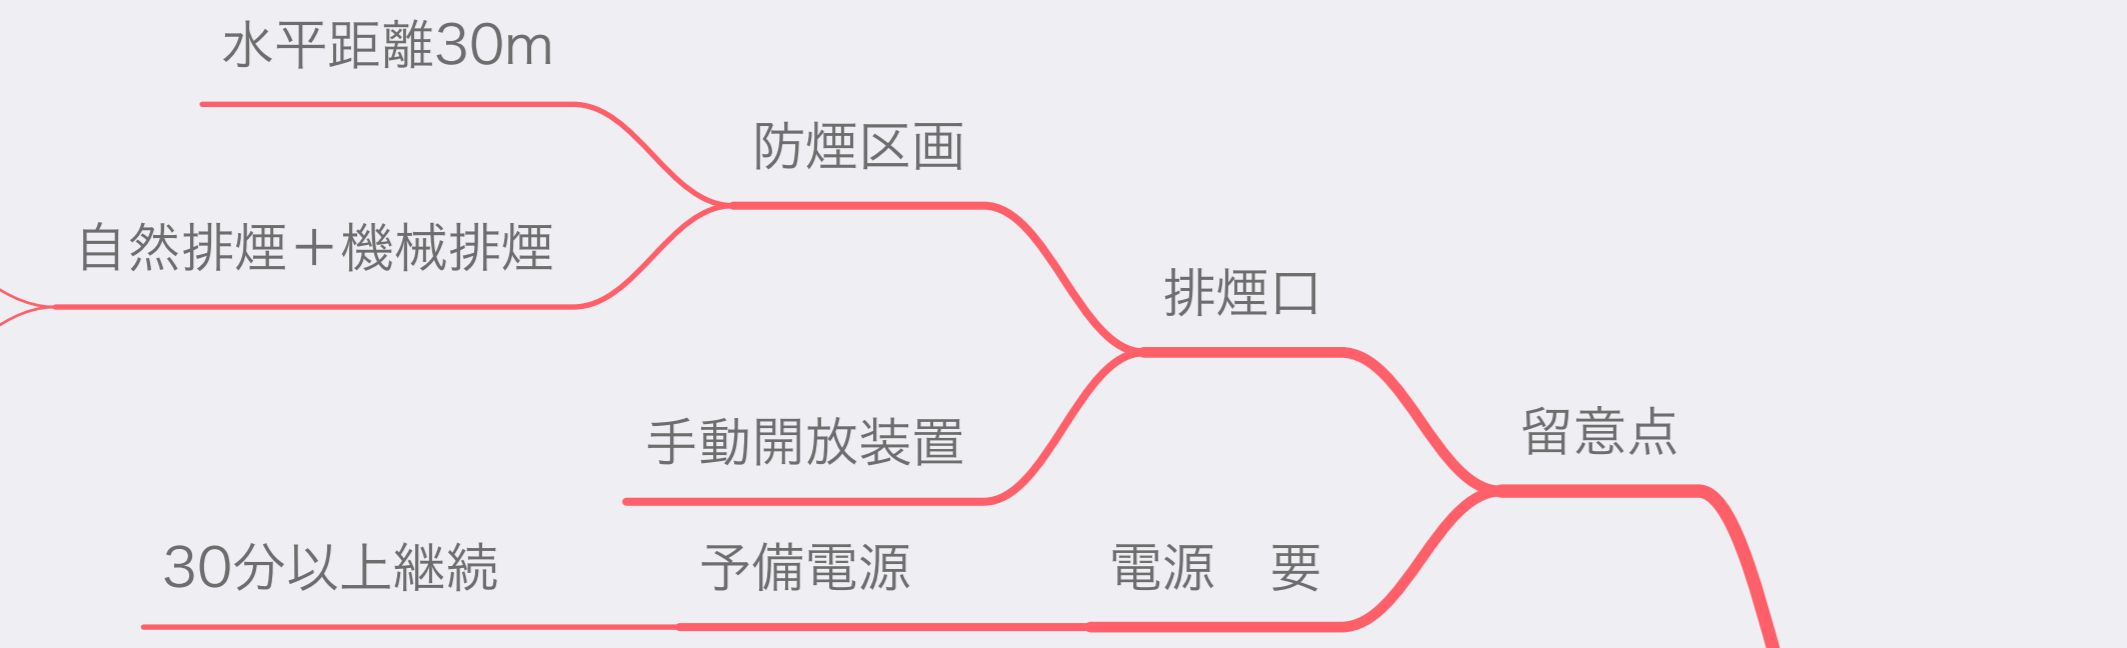 水平距離30m
防煙区画
自然排煙＋機械排煙
排煙口
手動開放装置
留意点
30分以上継続
予備電源
電源　要